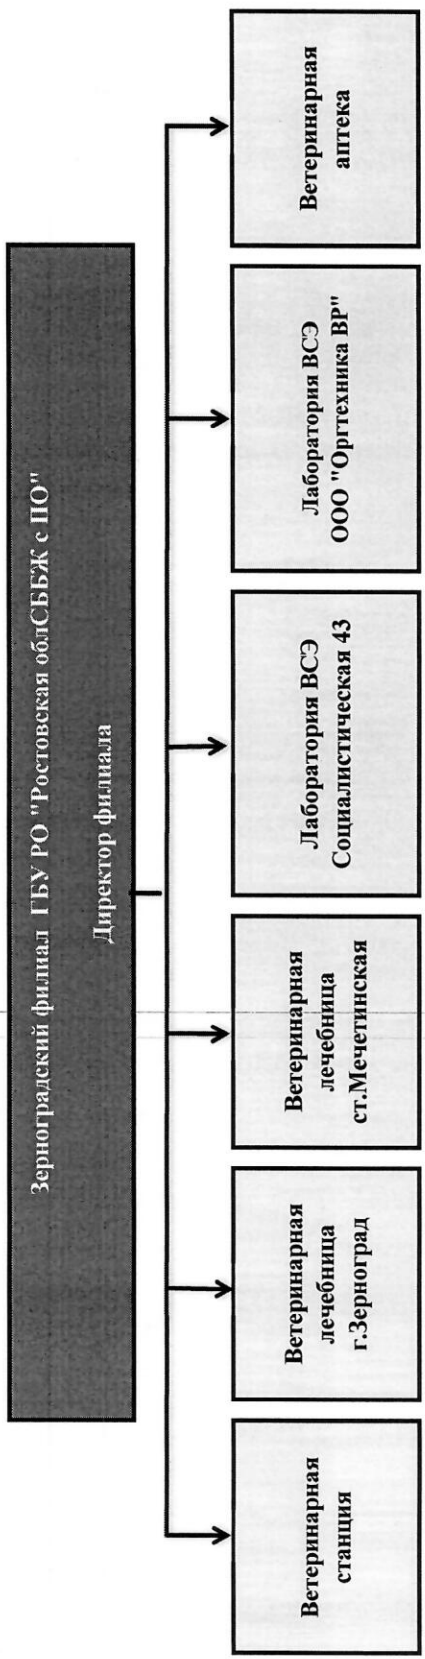 Зерноградский филиал ГБУ РО "Ростовская облСББЖ с ПО"
Директор филиала
Ветеринарная
станция
Ветеринарная
лечебница
г.Зерноград
Ветеринарная
лечебница
ст.Мечетинская
Лаборатория ВСЭ
Социалистическая 43
Лаборатория ВСЭ
ООО "Оргтехника ВР"
Ветеринарная
аптека